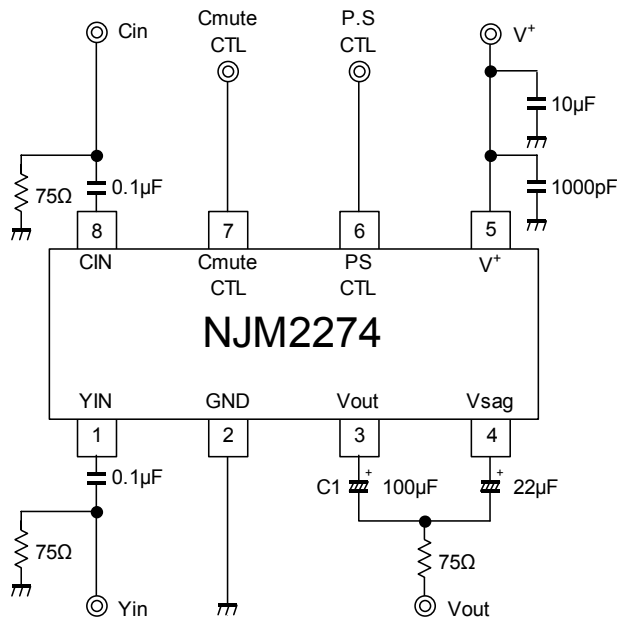 Cin
Cmute
CTL
P.S
CTL
V+
10µF
75Ω
0.1µF
1000pF
8
7
6
5
CIN
Cmute
CTL
PS
CTL
V+
NJM2274
YIN
GND
Vout
Vsag
1
2
3
4
0.1µF
C1
+
100µF
+
22µF
75Ω
75Ω
Yin
Vout